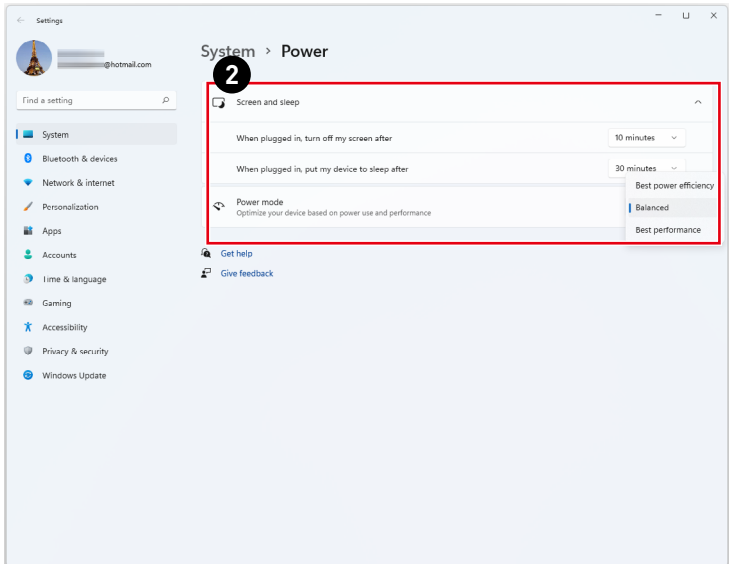 Settings
@hotmail.com
System > Power
2
Find a setting
System
Bluetooth & devices
Network & internet
Personalization
Apps
Accounts
Time & language
Gaming
Accessibility
Privacy & security
Windows Update
Screen and sleep
When plugged in, turn off my screen after 10 minutes
When plugged in, put my device to sleep after 30 minutes
Power mode
Optimize your device based on power use and performance
Best power efficiency
Balanced
Best performance
Get help
Give feedback